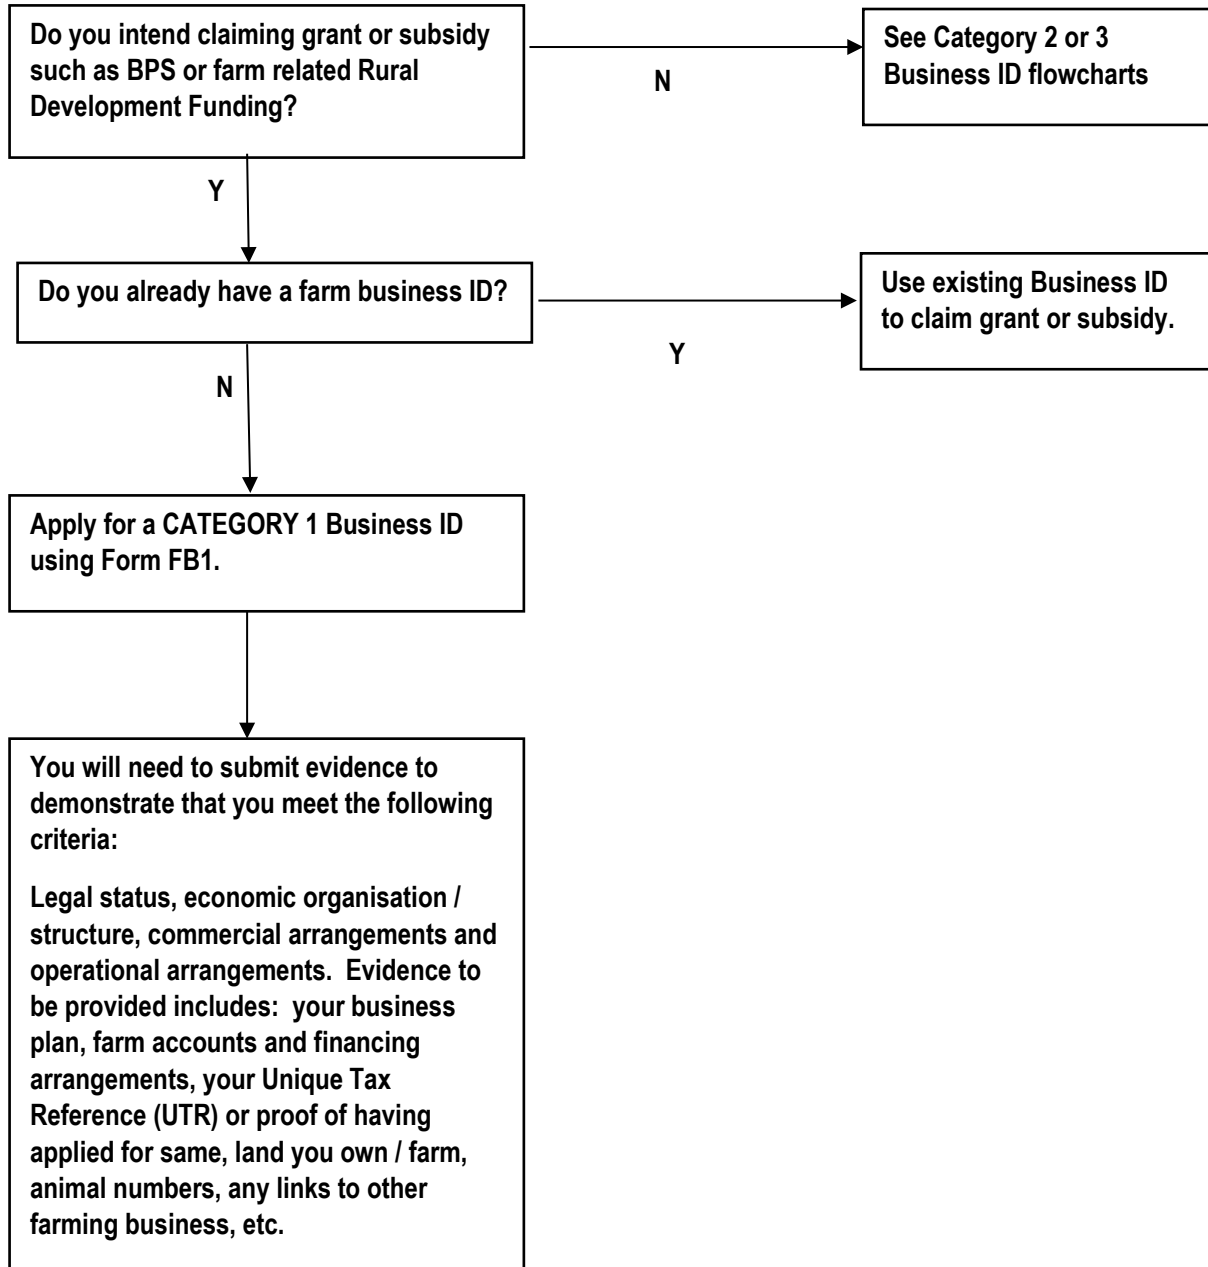 Do you intend claiming grant or subsidy
such as BPS or farm related Rural
Development Funding?
N
See Category 2 or 3
Business ID flowcharts
Y
Do you already have a farm business ID?
Y
Use existing Business ID
to claim grant or subsidy.
N
Apply for a CATEGORY 1 Business ID
using Form FB1.
You will need to submit evidence to
demonstrate that you meet the following
criteria:
Legal status, economic organisation /
structure, commercial arrangements and
operational arrangements.  Evidence to
be provided includes:  your business
plan, farm accounts and financing
arrangements, your Unique Tax
Reference (UTR) or proof of having
applied for same, land you own / farm,
animal numbers, any links to other
farming business, etc.